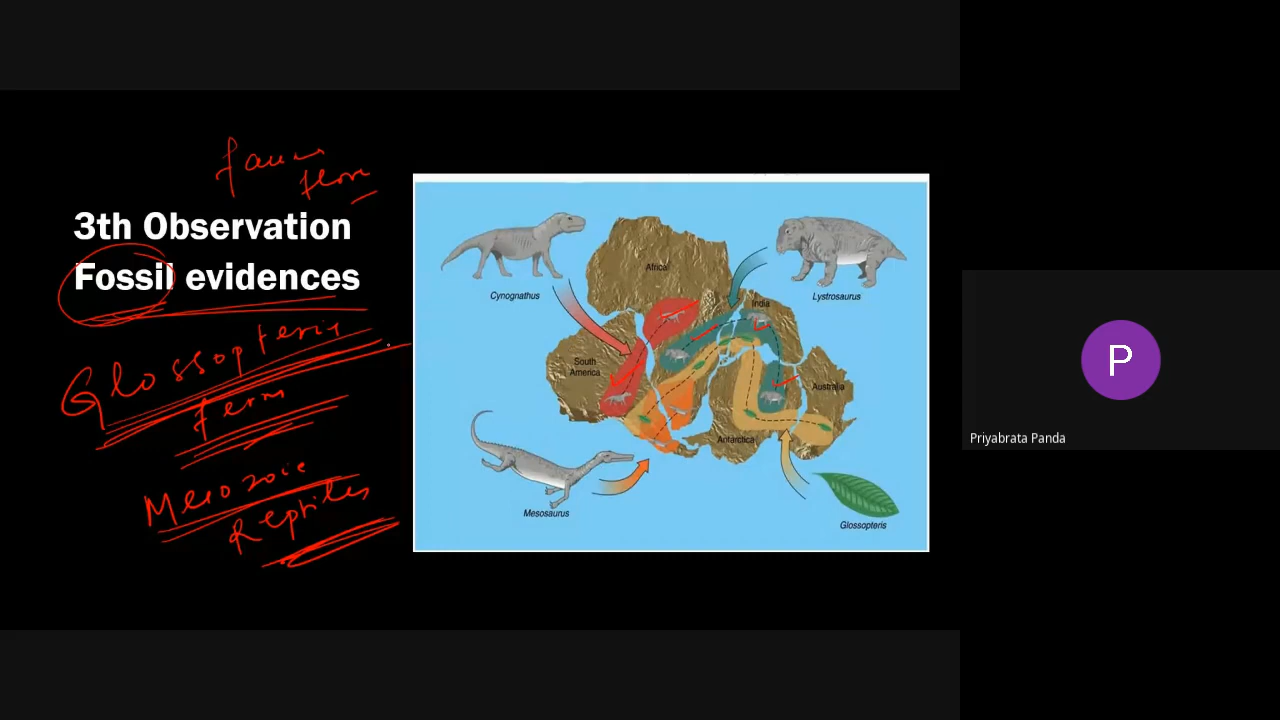 fauna
flora
3th Observation
Fossil evidences
Glossopteris
fern
Mesozoic
Reptiles
Cynognathus
Africa
Lystrosaurus
India
South
America
Australia
Antarctica
Mesosaurus
Glossopteris
P
Priyabrata Panda